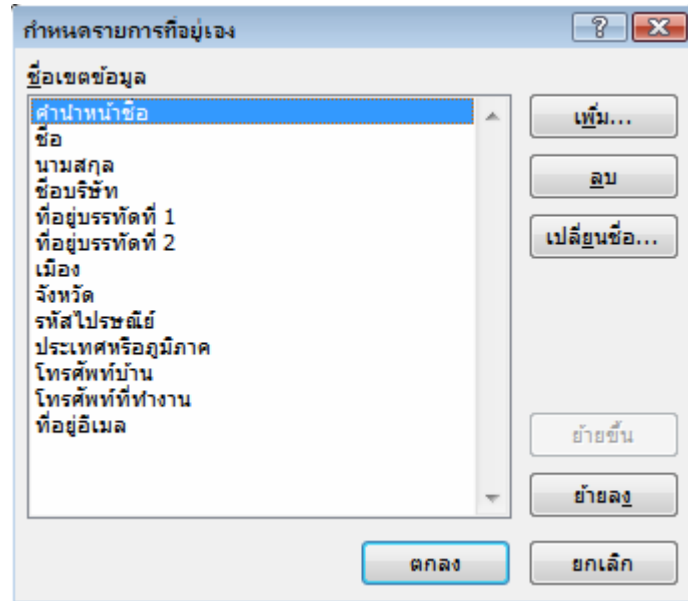 กำหนดรายการที่อยู่เอง
ชื่อเขตข้อมูล
คำนำหน้าชื่อ
ชื่อ
นามสกุล
ชื่อบริษัท
ที่อยู่บรรทัดที่ 1
ที่อยู่บรรทัดที่ 2
เมือง
จังหวัด
รหัสไปรษณีย์
ประเทศหรือภูมิภาค
โทรศัพท์บ้าน
โทรศัพท์ที่ทำงาน
ที่อยู่อีเมล
เพิ่ม...
ลบ
เปลี่ยนชื่อ...
ย้ายขึ้น
ย้ายลง
ตกลง
ยกเลิก